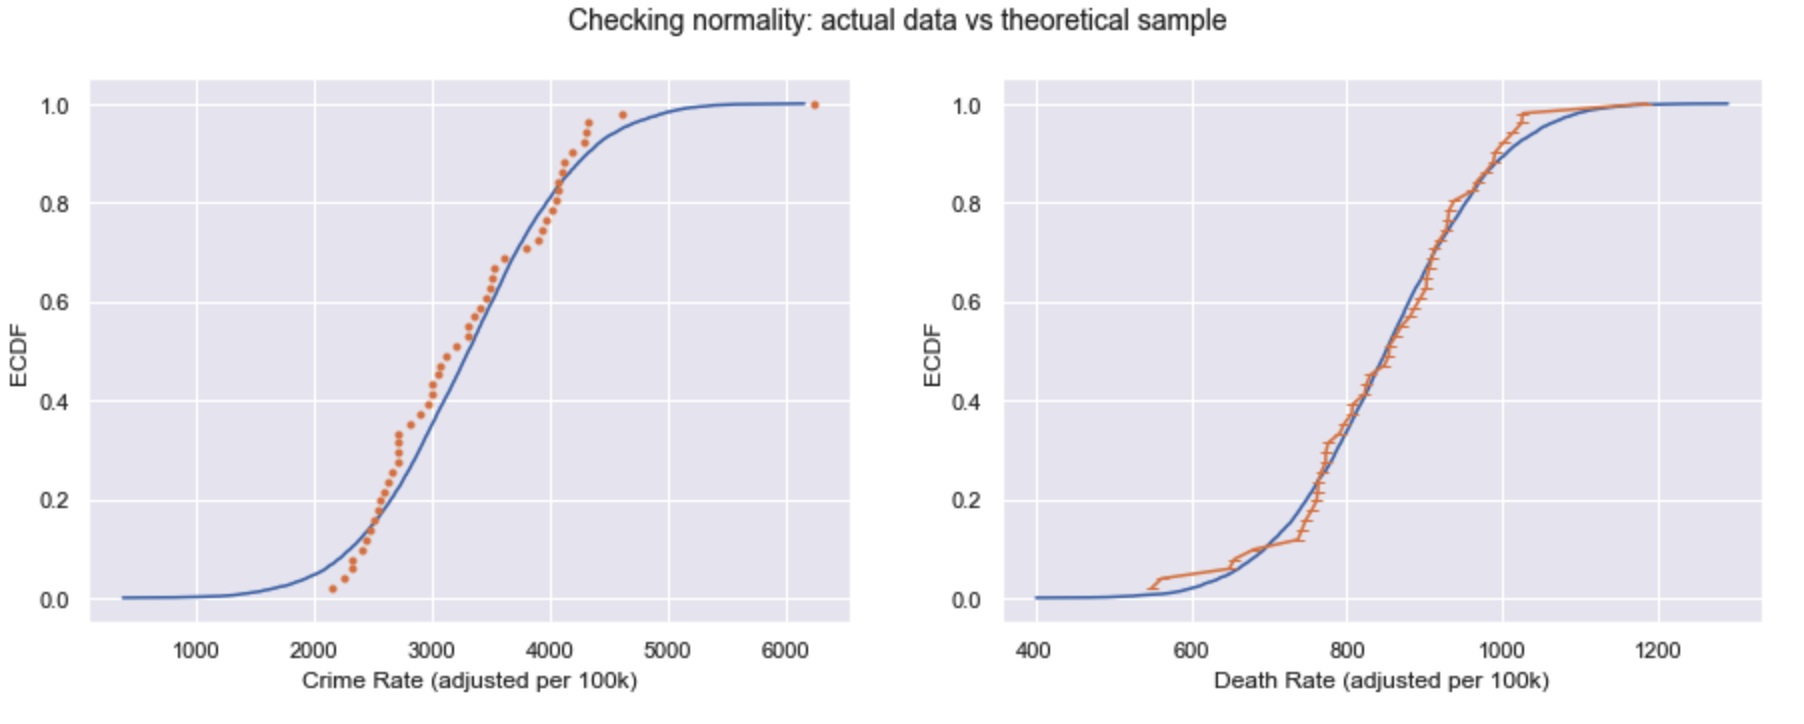 Checking normality: actual data vs theoretical sample
1.0
0.8
0.6
0.4
0.2
0.0
ECDF
1000 2000 3000 4000 5000 6000
Crime Rate (adjusted per 100k)
1.0
0.8
0.6
0.4
0.2
0.0
ECDF
400 600 800 1000 1200
Death Rate (adjusted per 100k)